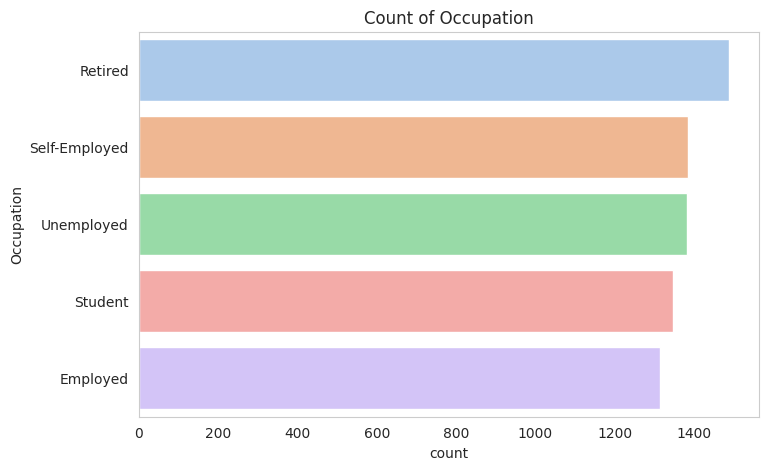 Count of Occupation
Occupation
Retired
Self-Employed
Unemployed
Student
Employed
0 200 400 600 800 1000 1200 1400
count